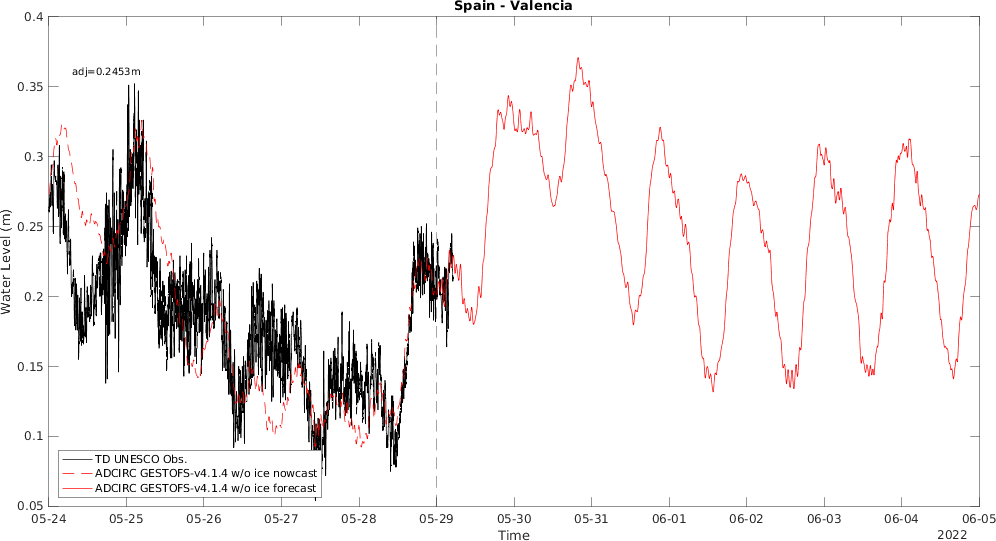 Spain - Valencia
0.4
adj=0.2453m
0.35
0.3
0.25
0.2
0.15
0.1
0.05
Water Level (m)
TD UNESCO Obs.
ADCIRC GESTOFS-v4.1.4 w/o ice nowcast
ADCIRC GESTOFS-v4.1.4 w/o ice forecast
05-24 05-25 05-26 05-27 05-28 05-29 05-30 05-31 06-01 06-02 06-03 06-04 06-05
Time
2022